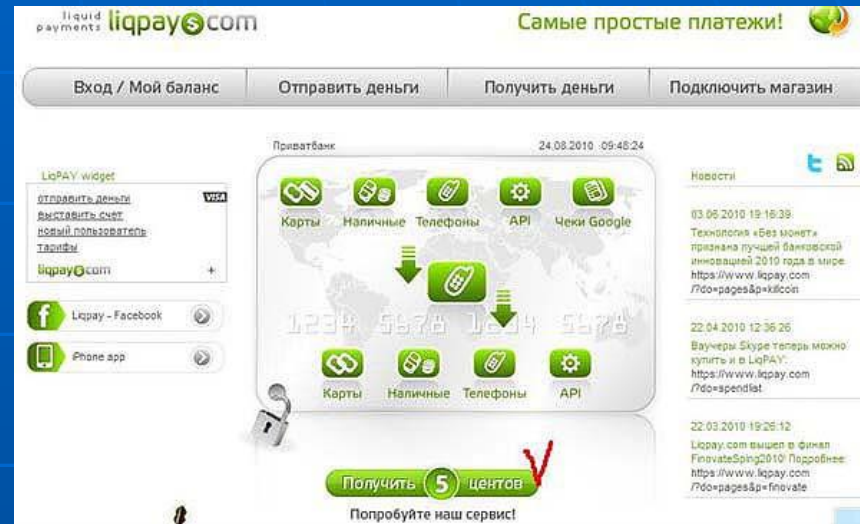 liquid
payments liqpay$com
Самые простые платежи!
Вход / Мой баланс
Отправить деньги
Получить деньги
Подключить магазин
Приватбанк
24.08.2010 09:48:24
LiqPAY widget
VISA
отправить деньги
выставить счет
новый пользователь
тарифы
liqpay$com +
Liqpay - Facebook
iPhone app
Карты
Наличные
Телефоны
API
Чеки Google
1234 5678 1234 5678
Карты
Наличные
Телефоны
API
Получить 5 центов
Попробуйте наш сервис!
Новости
03.06.2010 19:16:39
Технология «Без монет»
признана лучшей банковской
инновацией 2010 года в мире
https://www.liqpay.com
/?do=pages&p=killcoin
22.04.2010 12:36:26
Ваучеры Skype теперь можно
купить и в LiqPAY:
https://www.liqpay.com
/?do=spendlist
22.03.2010 19:26:12
Liqpay.com вышел в финал
FinovateSping2010! Подробнее:
https://www.liqpay.com
/?do=pages&p=finovate